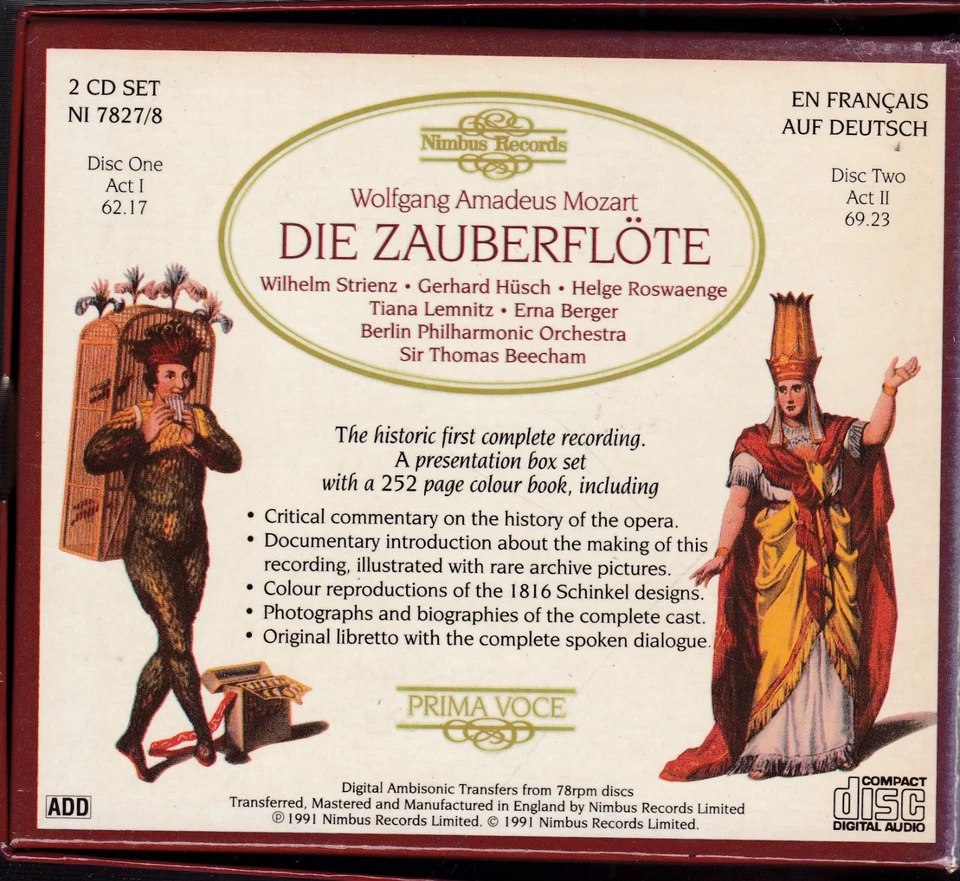 2 CD SET
NI 7827/8
EN FRANÇAIS
AUF DEUTSCH
Disc One
Act I
62.17
Disc Two
Act II
69.23
Nimbus Records
Wolfgang Amadeus Mozart
DIE ZAUBERFLÖTE
Wilhelm Strienz • Gerhard Hüsch • Helge Roswaenge
Tiana Lemnitz • Erna Berger
Berlin Philharmonic Orchestra
Sir Thomas Beecham
The historic first complete recording.
A presentation box set
with a 252 page colour book, including
• Critical commentary on the history of the opera.
• Documentary introduction about the making of this
recording, illustrated with rare archive pictures.
• Colour reproductions of the 1816 Schinkel designs.
• Photographs and biographies of the complete cast.
• Original libretto with the complete spoken dialogue.
PRIMA VOCE
Digital Ambisonic Transfers from 78rpm discs
Transferred, Mastered and Manufactured in England by Nimbus Records Limited
℗ 1991 Nimbus Records Limited. © 1991 Nimbus Records Limited.
ADD
COMPACT
disc
DIGITAL AUDIO